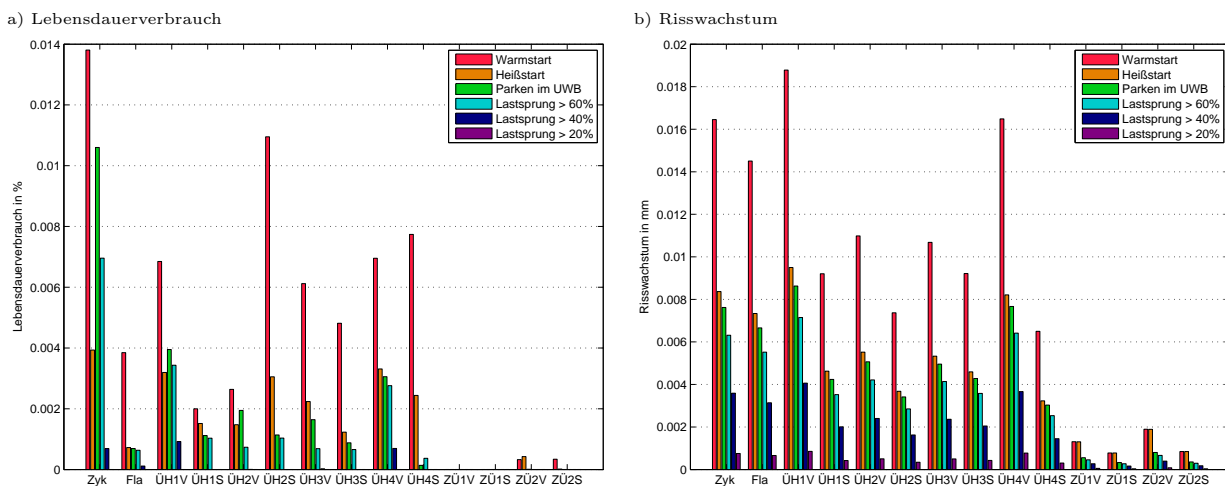 a) Lebensdauerverbrauch
0.014
0.012
0.01
0.008
0.006
0.004
0.002
0
Lebensdauerverbrauch in %
Warmstart
Heißstart
Parken im UWB
Lastsprung > 60%
Lastsprung > 40%
Lastsprung > 20%
Zyk Fla ÜH1V ÜH1S ÜH2V ÜH2S ÜH3V ÜH3S ÜH4V ÜH4S ZÜ1V ZÜ1S ZÜ2V ZÜ2S
b) Risswachstum
0.02
0.018
0.016
0.014
0.012
0.01
0.008
0.006
0.004
0.002
0
Risswachstum in mm
Warmstart
Heißstart
Parken im UWB
Lastsprung > 60%
Lastsprung > 40%
Lastsprung > 20%
Zyk Fla ÜH1V ÜH1S ÜH2V ÜH2S ÜH3V ÜH3S ÜH4V ÜH4S ZÜ1V ZÜ1S ZÜ2V ZÜ2S